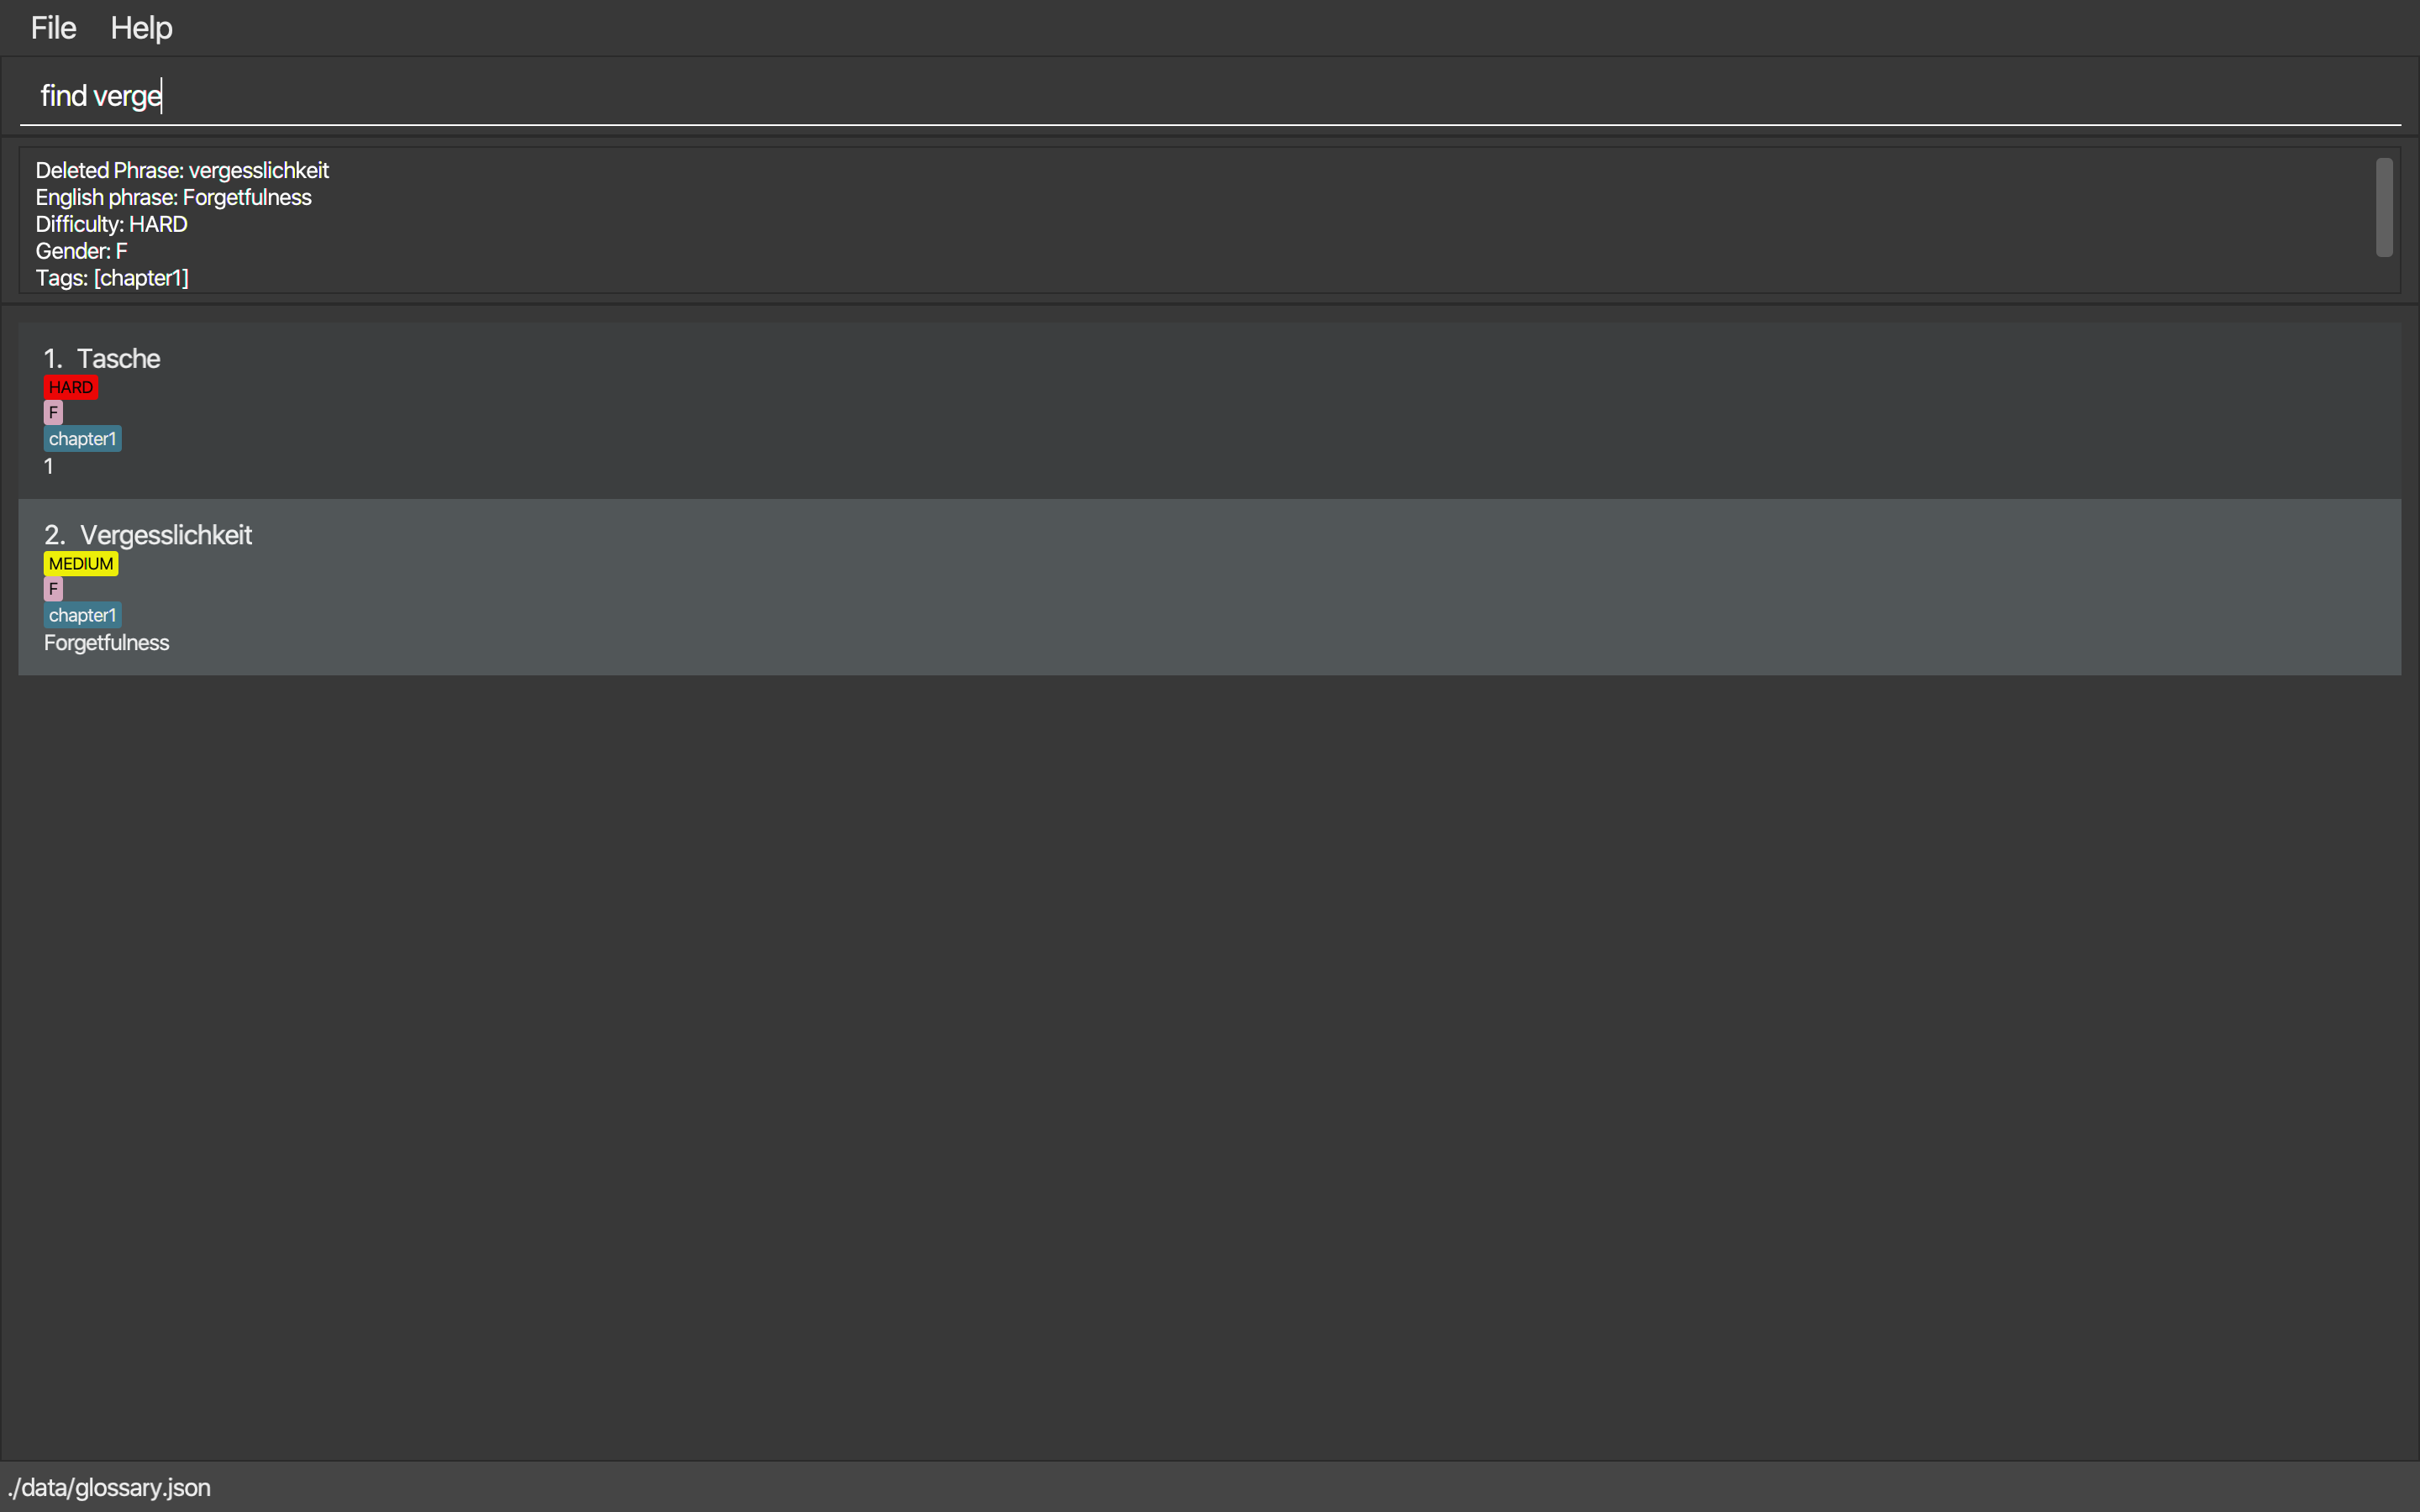 File Help
find verge
Deleted Phrase: vergesslichkeit
English phrase: Forgetfulness
Difficulty: HARD
Gender: F
Tags: [chapter1]
1. Tasche
HARD
F
chapter1
1
2. Vergesslichkeit
MEDIUM
F
chapter1
Forgetfulness
./data/glossary.json